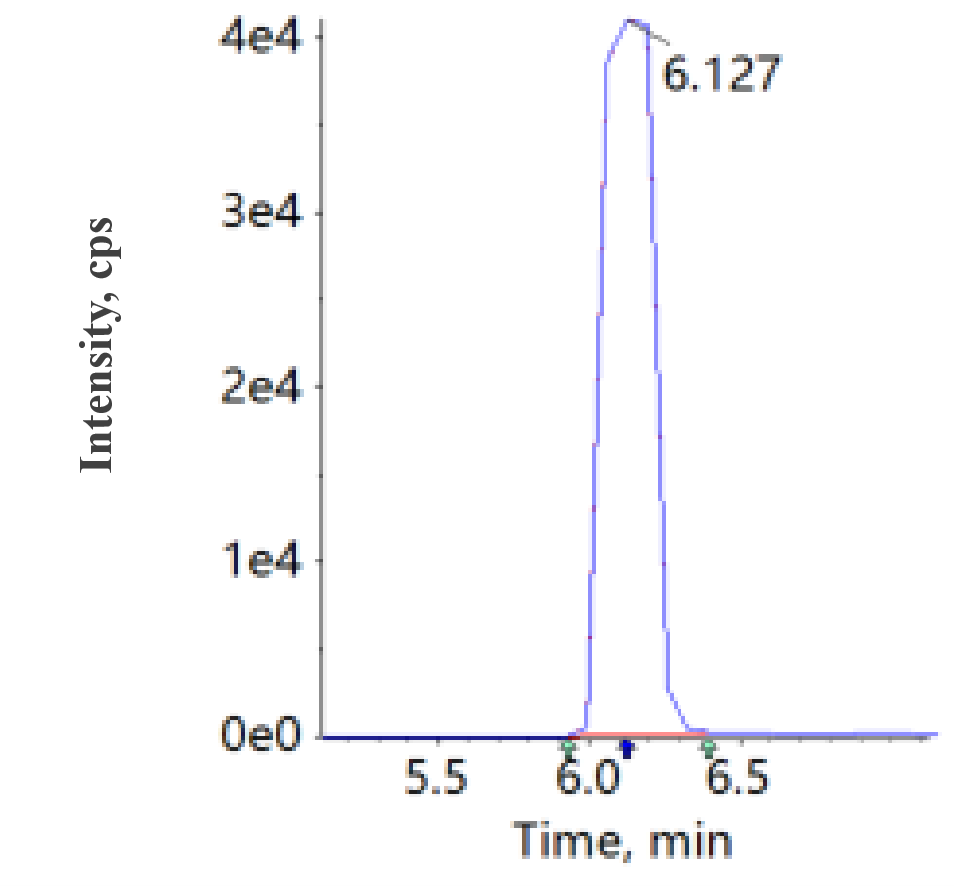 Intensity, cps
4e4
3e4
2e4
1e4
0e0
6.127
5.5 6.0 6.5
Time, min